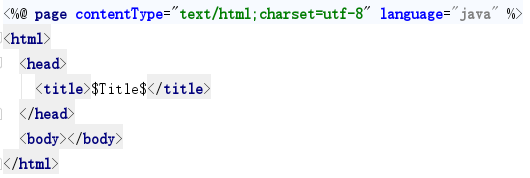 <%@ page contentType="text/html;charset=utf-8" language="java" %>
<html>
<head>
<title>$Title$</title>
</head>
<body></body>
</html>